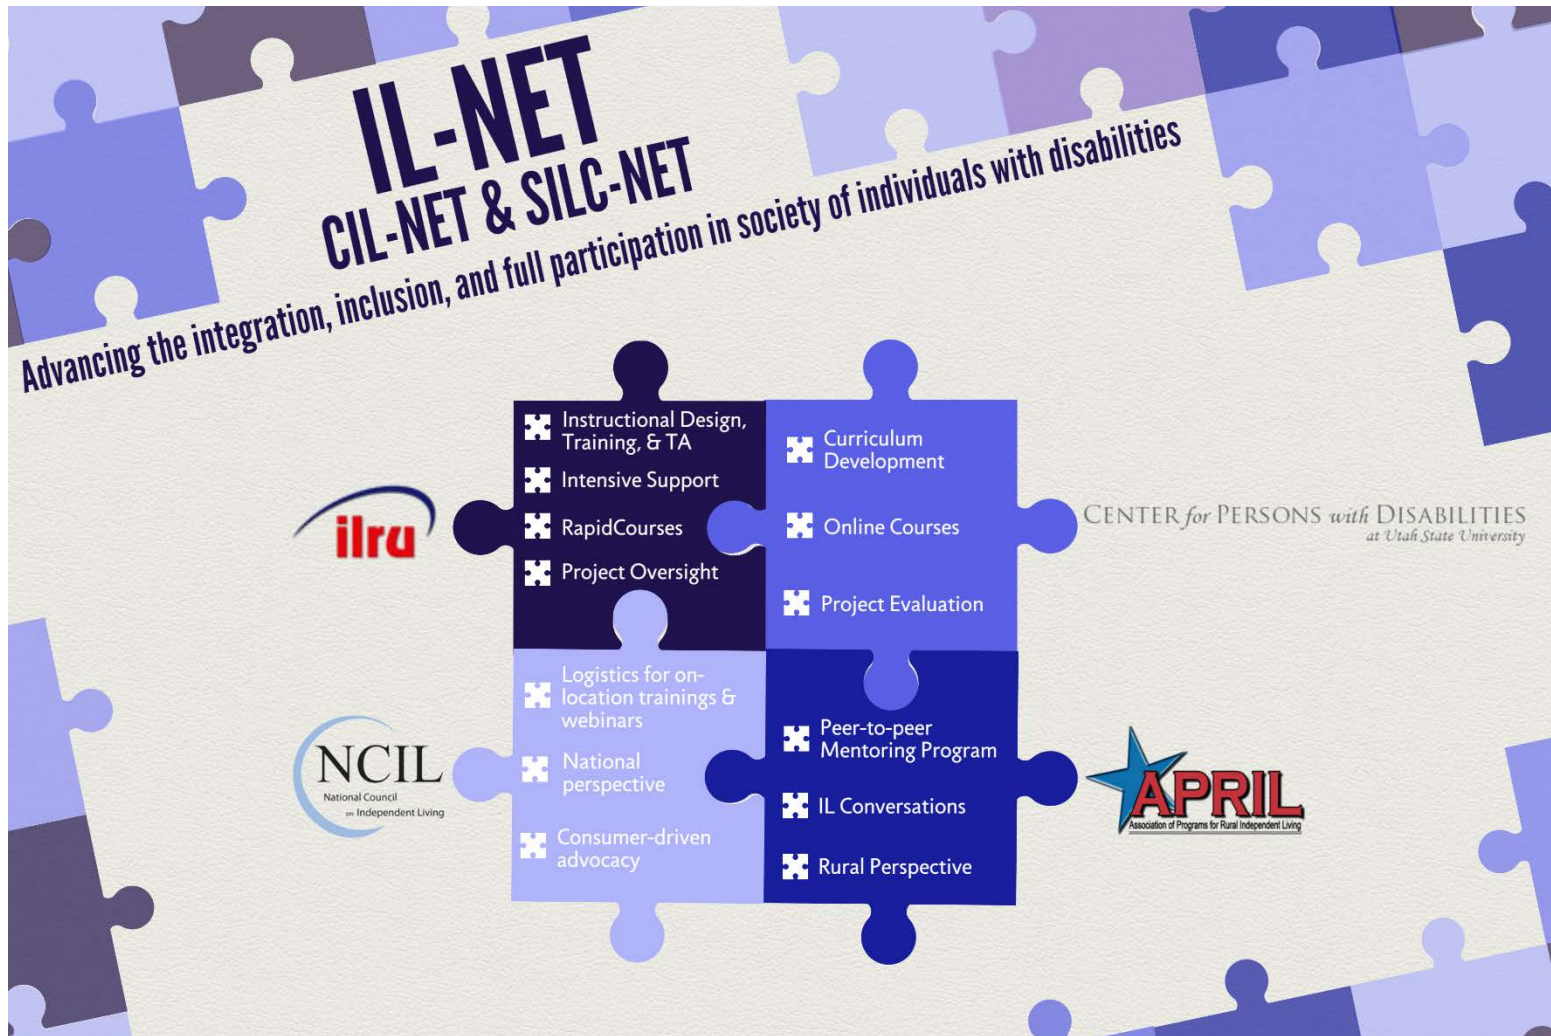 IL-NET
CIL-NET & SILC-NET
Advancing the integration, inclusion, and full participation in society of individuals with disabilities
ilru
Instructional Design,
Training, & TA
Intensive Support
RapidCourses
Project Oversight
Curriculum
Development
Online Courses
Project Evaluation
CENTER for PERSONS with DISABILITIES
at Utah State University
NCIL
National Council
on Independent Living
Logistics for on-
location trainings &
webinars
National
perspective
Consumer-driven
advocacy
Peer-to-peer
Mentoring Program
IL Conversations
Rural Perspective
APRIL
Association of Programs for Rural Independent Living